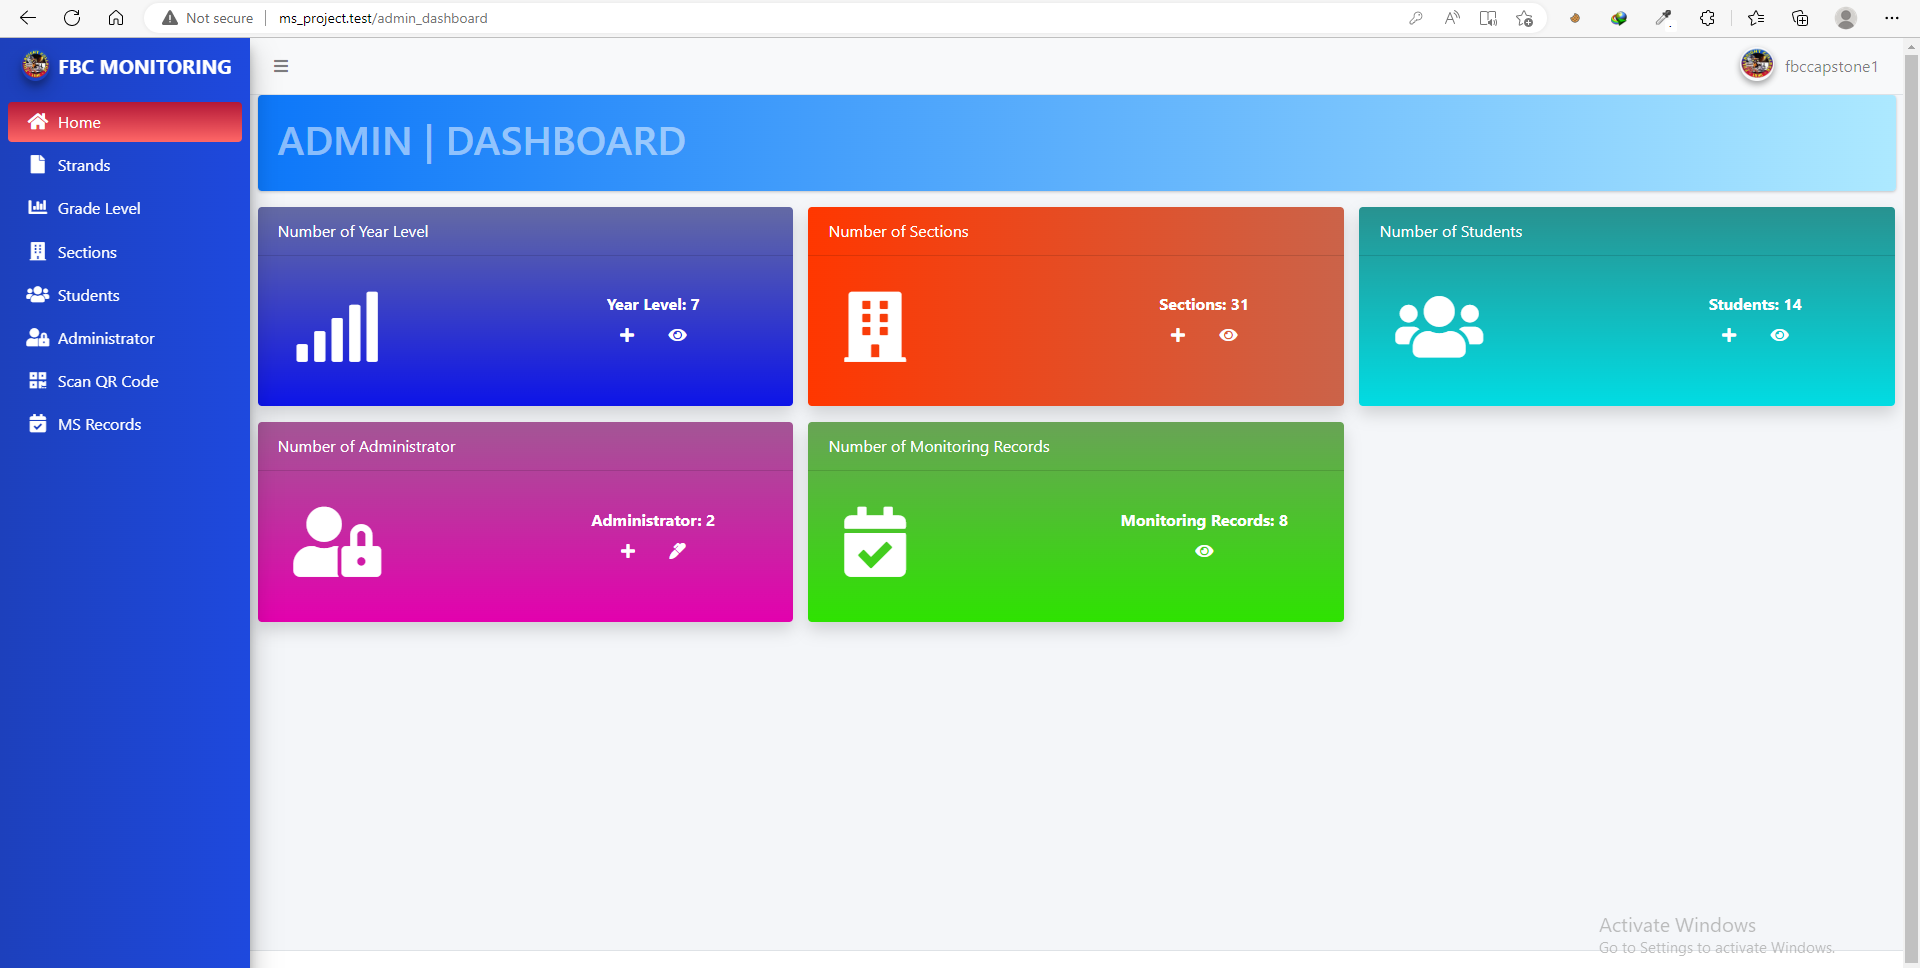 Not secure
ms_project.test/admin_dashboard
FBC MONITORING
fbccapstone1
Home
Strands
Grade Level
Sections
Students
Administrator
Scan QR Code
MS Records
ADMIN | DASHBOARD
Number of Year Level
Year Level: 7
Number of Sections
Sections: 31
Number of Students
Students: 14
Number of Administrator
Administrator: 2
Number of Monitoring Records
Monitoring Records: 8
Activate Windows
Go to Settings to activate Windows.